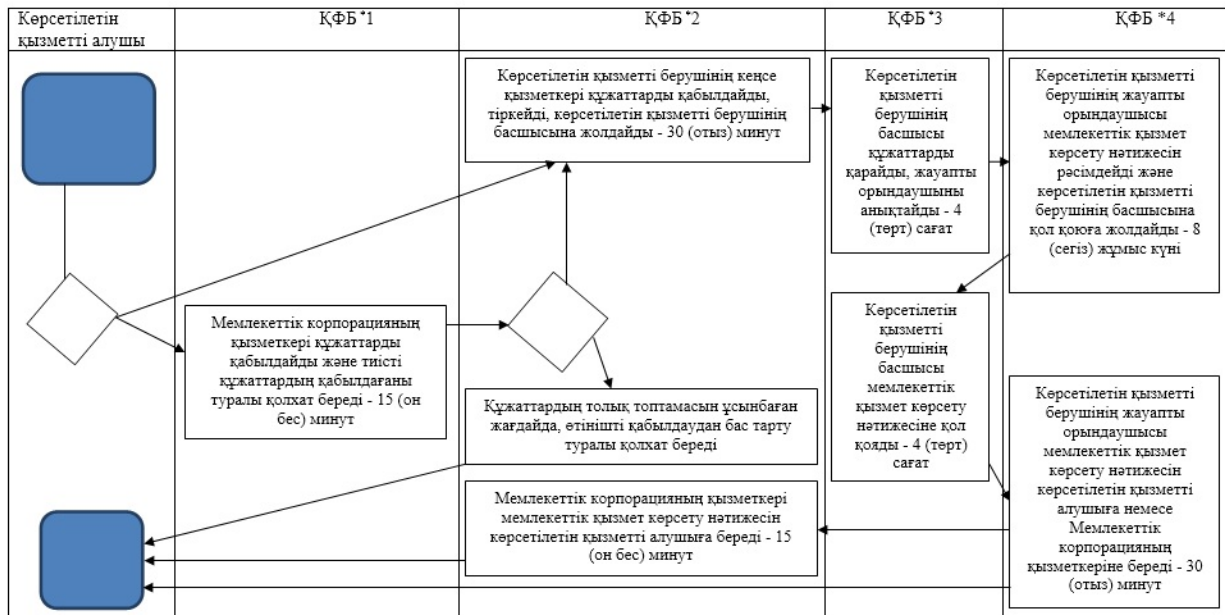 Көрсетілетін
қызметті алушы
ҚФБ *1
ҚФБ *2
ҚФБ *3
ҚФБ *4
Көрсетілетін қызметті берушінің кеңсе
қызметкері құжаттарды қабылдайды,
тіркейді, көрсетілетін қызметті берушінің
басшысына жолдайды - 30 (отыз) минут
Көрсетілетін
қызметті
берушінің
басшысы
құжаттарды
қарайды, жауапты
орындаушыны
анықтайды - 4
(төрт) сағат
Көрсетілетін қызметті
берушінің жауапты
орындаушысы
мемлекеттік қызмет
көрсету нәтижесін
рәсімдейді және
көрсетілетін қызметті
берушінің басшысына
қол қоюға жолдайды - 8
(сегіз) жұмыс күні
Мемлекеттік корпорацияның
қызметкері құжаттарды
қабылдайды және тиісті
құжаттардың қабылдағаны
туралы қолхат береді - 15 (он
бес) минут
Құжаттардың толық топтамасын ұсынбаған
жағдайда, өтінішті қабылдаудан бас тарту
туралы қолхат береді
Көрсетілетін
қызметті
берушінің
басшысы
мемлекеттік
қызмет көрсету
нәтижесіне қол
қояды - 4 (төрт)
сағат
Көрсетілетін қызметті
берушінің жауапты
орындаушысы
мемлекеттік қызмет
көрсету нәтижесін
көрсетілетін қызметті
алушыға немесе
Мемлекеттік
корпорацияның
қызметкеріне береді - 30
(отыз) минут
Мемлекеттік корпорацияның қызметкері
мемлекеттік қызмет көрсету нәтижесін
көрсетілетін қызметті алушыға береді - 15
(он бес) минут